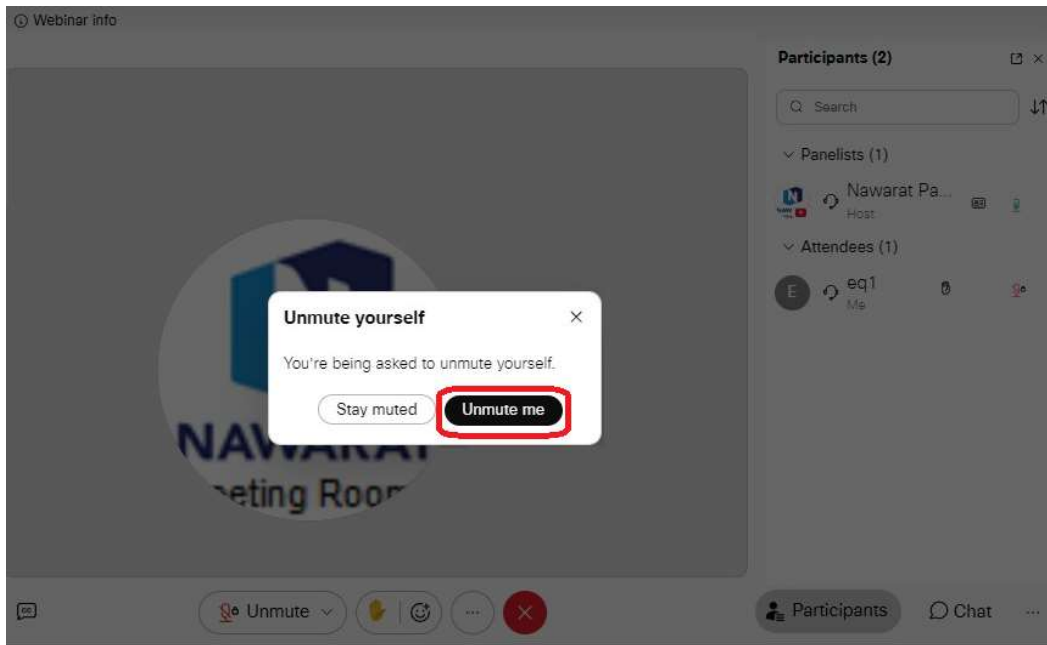 Webinar info
Participants (2)
Search
Panelists (1)
Nawarat Pa...
Host
Attendees (1)
E
eq1
Me
Unmute yourself
You're being asked to unmute yourself.
Stay muted
Unmute me
NAWARAT
eeting Room
Unmute
Participants
Chat